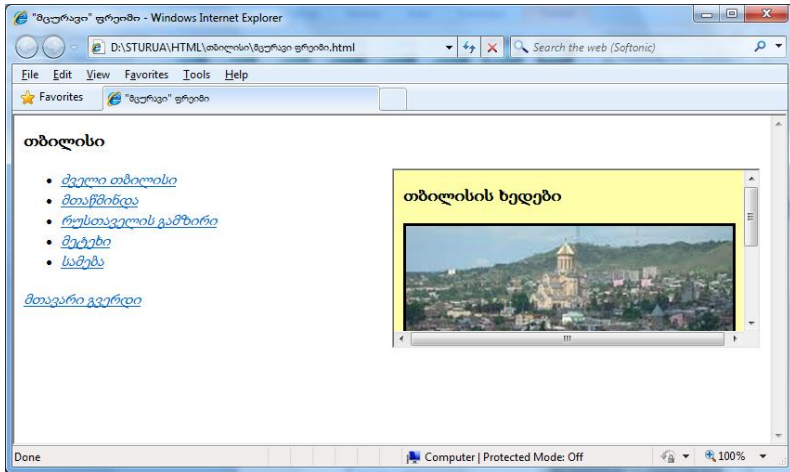 "მცურავი" ფრეიმი - Windows Internet Explorer
D:\STURUA\HTML\თბილისი\მცურავი ფრეიმი.html
Search the web (Softonic)
File Edit View Favorites Tools Help
Favorites
"მცურავი" ფრეიმი
თბილისი
ძველი თბილისი
მთაწმინდა
რუსთაველის გამზირი
მეტეხი
სამება
მთავარი გვერდი
თბილისის ხედები
Done
Computer | Protected Mode: Off
100%